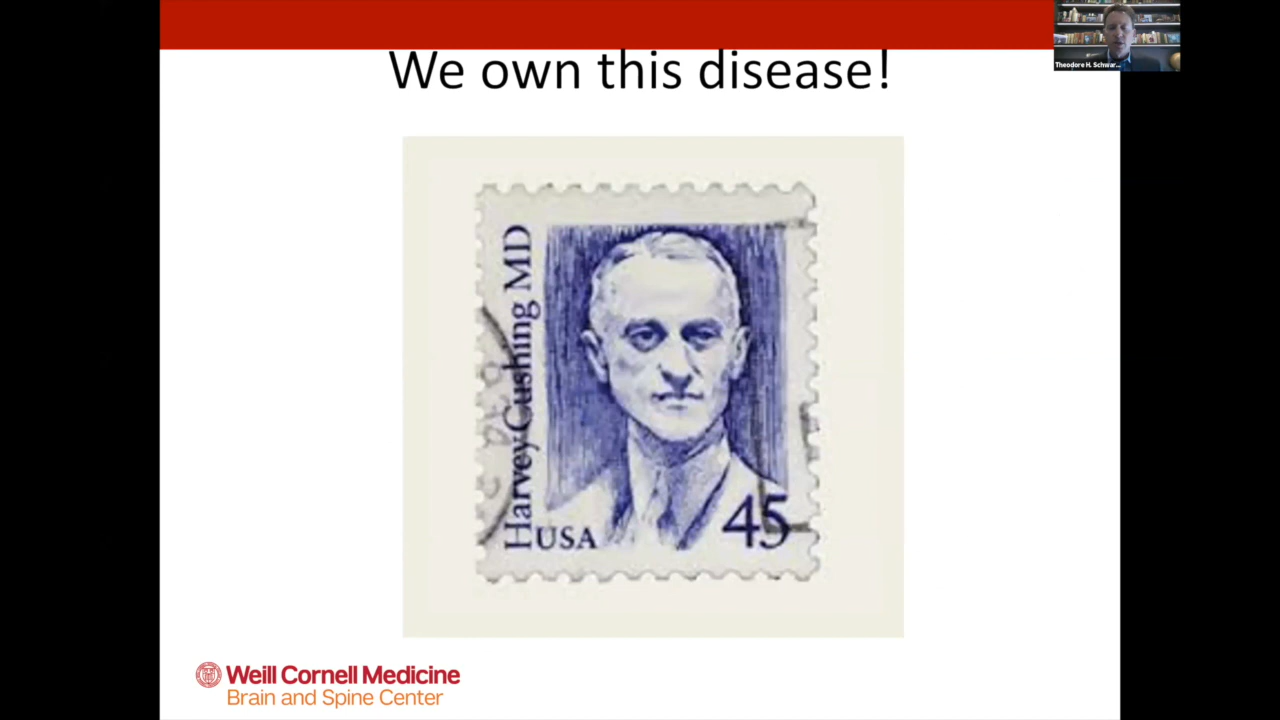 We own this disease!
Theodore H. Schwar...
Harvey Cushing MD
USA
45
Weill Cornell Medicine
Brain and Spine Center